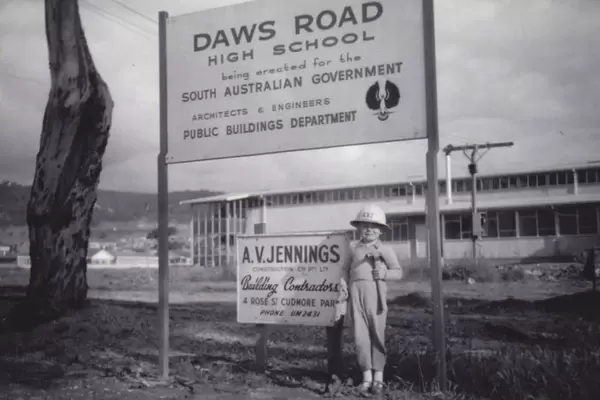 DAWS ROAD
HIGH SCHOOL
being erected for the
SOUTH AUSTRALIAN GOVERNMENT
ARCHITECTS & ENGINEERS
PUBLIC BUILDINGS DEPARTMENT
A.V. JENNINGS
CONSTRUCTION CO PTY LTD
Building Contractors
4 ROSE ST CUDMORE PAR
PHONE UM2431